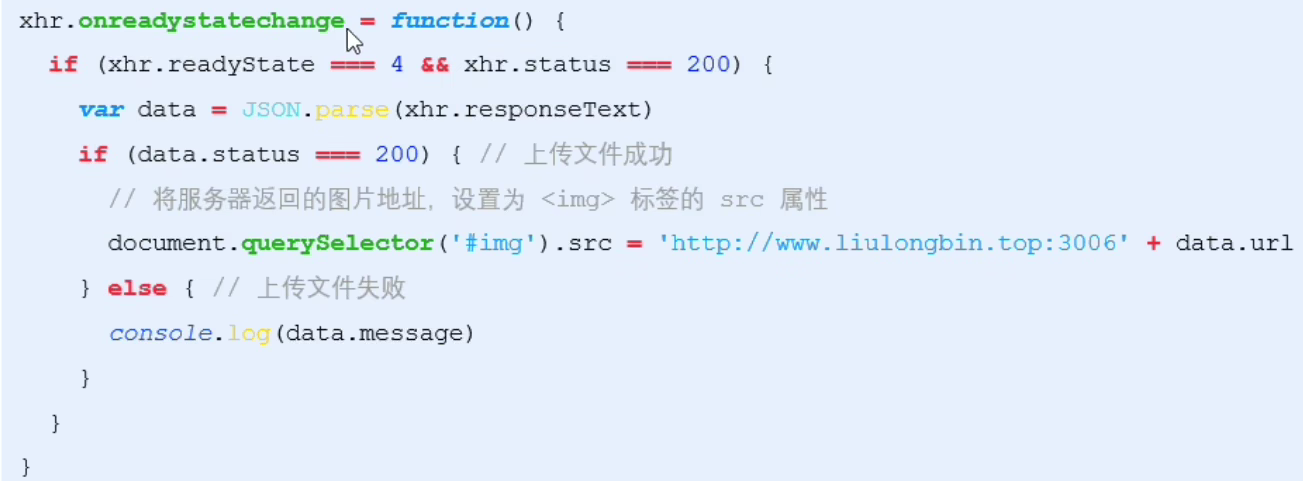 xhr.onreadystatechange = function() {
if (xhr.readyState === 4 && xhr.status === 200) {
var data = JSON.parse(xhr.responseText)
if (data.status === 200) { // 上传文件成功
// 将服务器返回的图片地址，设置为 <img> 标签的 src 属性
document.querySelector('#img').src = 'http://www.liulongbin.top:3006' + data.url
} else { // 上传文件失败
console.log(data.message)
}
}
}